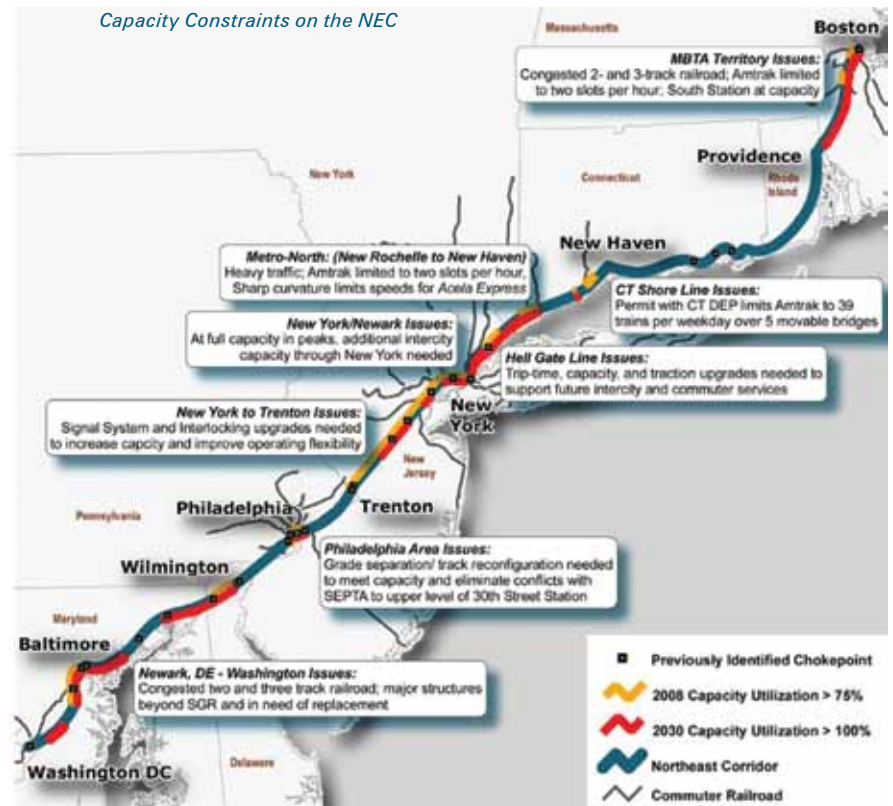 Capacity Constraints on the NEC
Massachusetts
Boston
MBTA Territory Issues:
Congested 2- and 3-track railroad; Amtrak limited
to two slots per hour; South Station at capacity
Providence
New York
Connecticut
Rhode
Island
New Haven
Metro-North: (New Rochelle to New Haven)
Heavy traffic; Amtrak limited to two slots per hour,
Sharp curvature limits speeds for Acela Express
CT Shore Line Issues:
Permit with CT DEP limits Amtrak to 39
trains per weekday over 5 movable bridges
New York/Newark Issues:
At full capacity in peaks, additional intercity
capacity through New York needed
Hell Gate Line Issues:
Trip-time, capacity, and traction upgrades needed to
support future intercity and commuter services
New York to Trenton Issues:
Signal System and Interlocking upgrades needed
to increase capcity and improve operating flexibility
New
York
New
Jersey
Trenton
Philadelphia
Pennsylvania
Philadelphia Area Issues:
Grade separation/ track reconfiguration needed
to meet capacity and eliminate conflicts with
SEPTA to upper level of 30th Street Station
Wilmington
Maryland
Baltimore
Newark, DE - Washington Issues:
Congested two and three track railroad; major structures
beyond SGR and in need of replacement
Washington DC
Delaware
Previously Identified Chokepoint
2008 Capacity Utilization > 75%
2030 Capacity Utilization > 100%
Northeast Corridor
Commuter Railroad